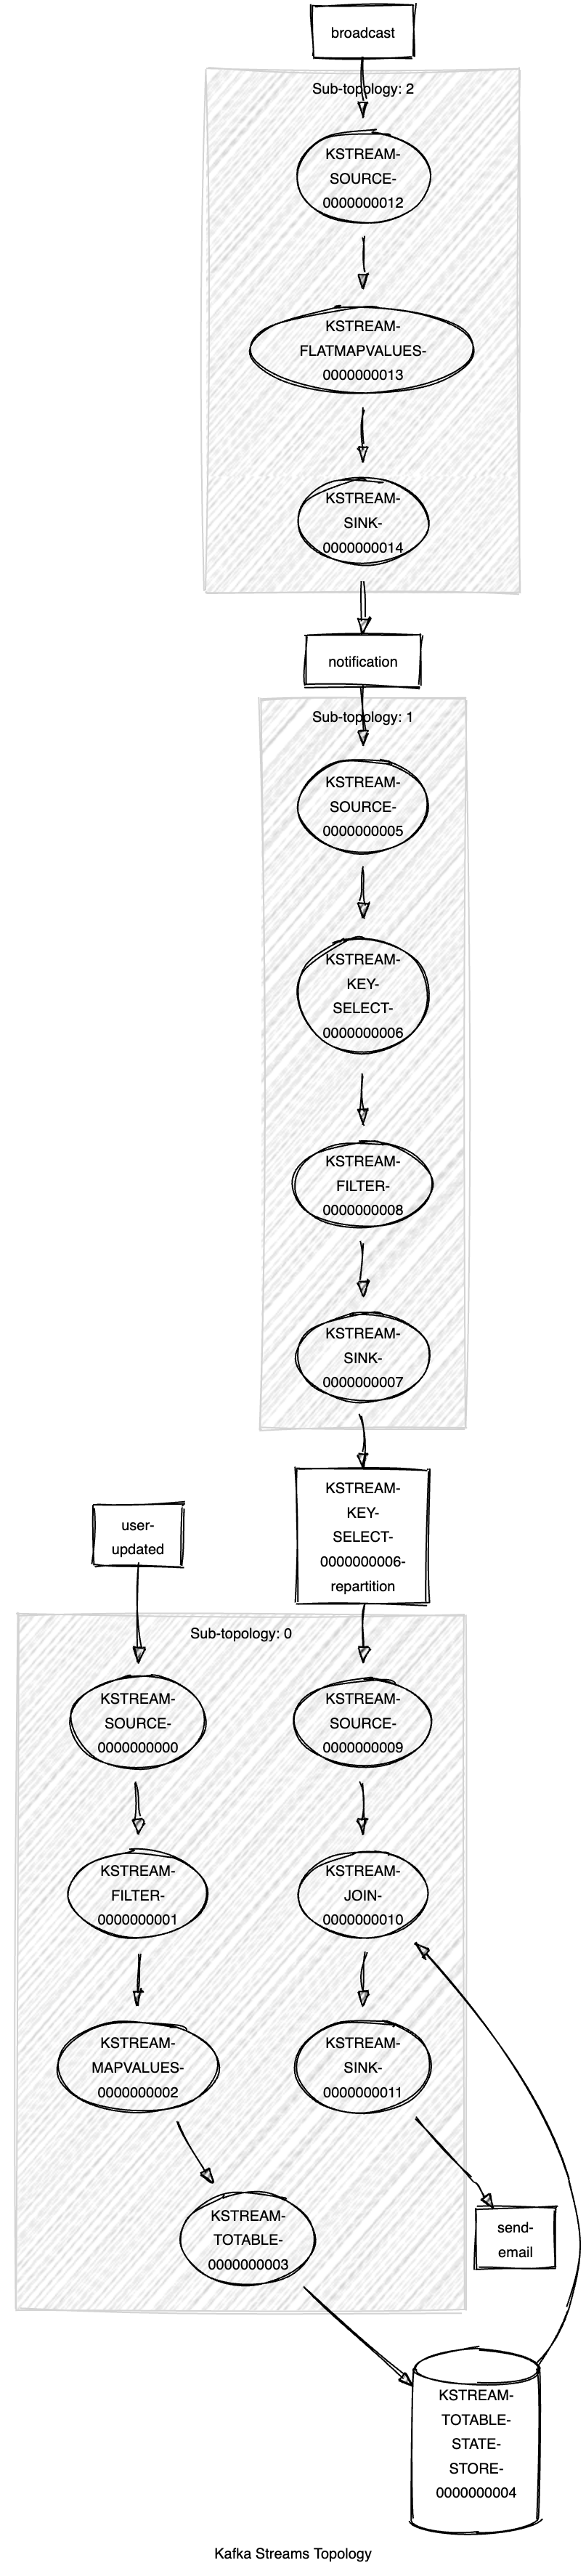 broadcast
Sub-topology: 2
KSTREAM-
SOURCE-
0000000012
KSTREAM-
FLATMAPVALUES-
0000000013
KSTREAM-
SINK-
0000000014
notification
Sub-topology: 1
KSTREAM-
SOURCE-
0000000005
KSTREAM-
KEY-
SELECT-
0000000006
KSTREAM-
FILTER-
0000000008
KSTREAM-
SINK-
0000000007
KSTREAM-
KEY-
SELECT-
0000000006-
repartition
user-
updated
Sub-topology: 0
KSTREAM-
SOURCE-
0000000000
KSTREAM-
SOURCE-
0000000009
KSTREAM-
FILTER-
0000000001
KSTREAM-
JOIN-
0000000010
KSTREAM-
MAPVALUES-
0000000002
KSTREAM-
SINK-
0000000011
KSTREAM-
TOTABLE-
0000000003
send-
email
KSTREAM-
TOTABLE-
STATE-
STORE-
0000000004
Kafka Streams Topology